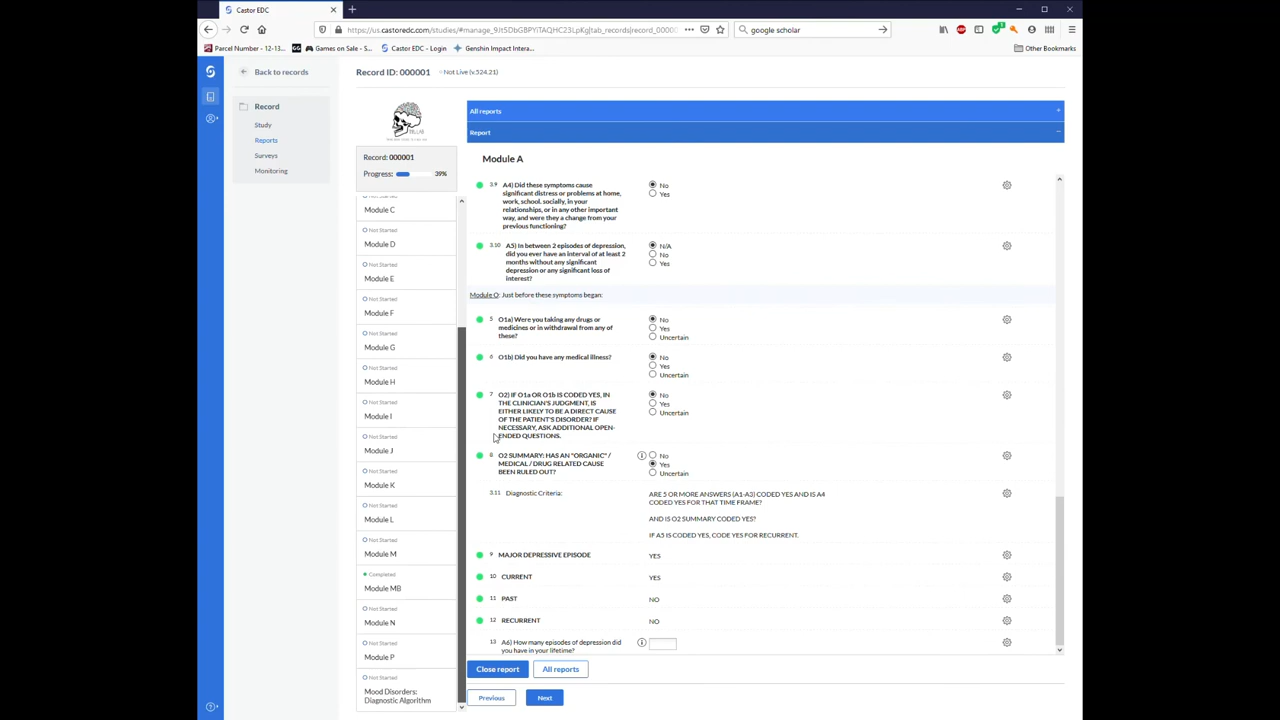 Castor EDC
https://us.castoredc.com/studies/#manage_9Jt5DbGBPYiTAQHC23LpKg|tab_records|record_0000
google scholar
Parcel Number - 12-13...
Games on Sale - S...
Castor EDC - Login
Genshin Impact Intera...
Other Bookmarks
Back to records
Record ID: 000001
Not Live (v.524.21)
Record
Study
Reports
Surveys
Monitoring
Record: 000001
Progress:
39%
Module C
Not Started
Module D
Not Started
Module E
Not Started
Module F
Not Started
Module G
Not Started
Module H
Not Started
Module I
Not Started
Module J
Not Started
Module K
Not Started
Module L
Not Started
Module M
Completed
Module MB
Not Started
Module N
Not Started
Module P
Not Started
Mood Disorders:
Diagnostic Algorithm
All reports
Report
Module A
3.9 A4) Did these symptoms cause
significant distress or problems at home,
work, school. socially, in your
relationships, or in any other important
way, and were they a change from your
previous functioning?
No
Yes
3.10 A5) In between 2 episodes of depression,
did you ever have an interval of at least 2
months without any significant
depression or any significant loss of
interest?
N/A
No
Yes
Module O: Just before these symptoms began:
5 O1a) Were you taking any drugs or
medicines or in withdrawal from any of
these?
No
Yes
Uncertain
6 O1b) Did you have any medical illness?
No
Yes
Uncertain
7 O2) IF O1a OR O1b IS CODED YES, IN
THE CLINICIAN'S JUDGMENT, IS
EITHER LIKELY TO BE A DIRECT CAUSE
OF THE PATIENT'S DISORDER? IF
NECESSARY, ASK ADDITIONAL OPEN-
ENDED QUESTIONS.
No
Yes
Uncertain
8 O2 SUMMARY: HAS AN "ORGANIC" /
MEDICAL / DRUG RELATED CAUSE
BEEN RULED OUT?
No
Yes
Uncertain
3.11 Diagnostic Criteria:
ARE 5 OR MORE ANSWERS (A1-A3) CODED YES AND IS A4
CODED YES FOR THAT TIME FRAME?
AND IS O2 SUMMARY CODED YES?
IF A5 IS CODED YES, CODE YES FOR RECURRENT.
9 MAJOR DEPRESSIVE EPISODE YES
10 CURRENT YES
11 PAST NO
12 RECURRENT NO
13 A6) How many episodes of depression did
you have in your lifetime?
Close report
All reports
Previous
Next